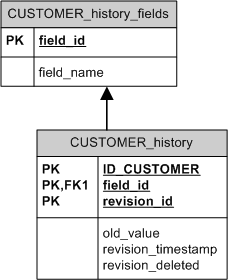 CUSTOMER_history_fields
PK field_id
field_name
CUSTOMER_history
PK ID_CUSTOMER
PK,FK1 field_id
PK revision_id
old_value
revision_timestamp
revision_deleted